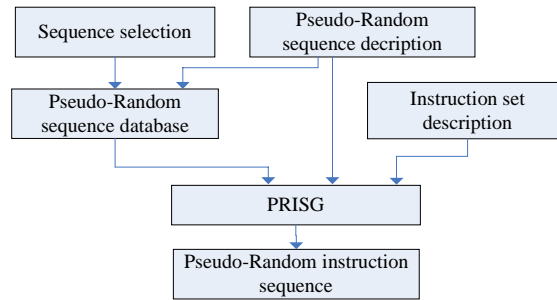 Sequence selection
Pseudo-Random
sequence decription
Pseudo-Random
sequence database
Instruction set
description
PRISG
Pseudo-Random instruction
sequence